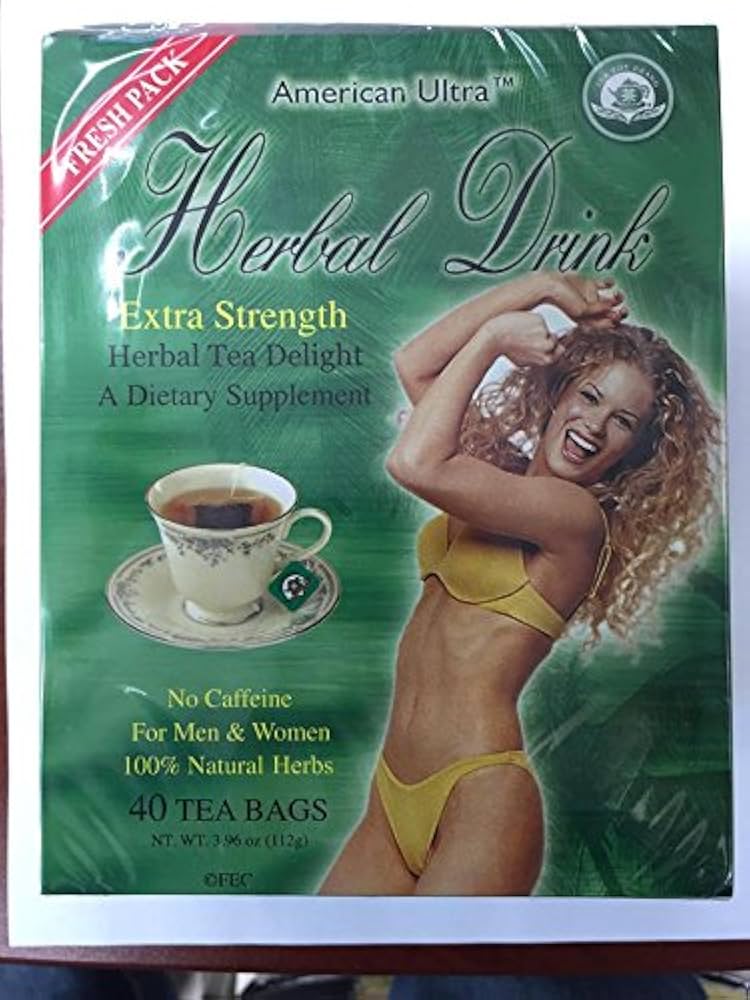 FRESH PACK
American Ultra™
Herbal Drink
Extra Strength
Herbal Tea Delight
A Dietary Supplement
No Caffeine
For Men & Women
100% Natural Herbs
40 TEA BAGS
NT. WT. 3.96 oz (112g)
©FEC